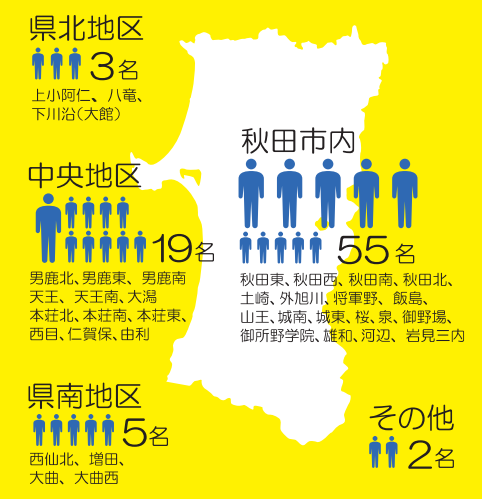 県北地区
3名
上小阿仁、八竜、
下川沿(大館)
秋田市内
55名
秋田東、秋田西、秋田南、秋田北、
土崎、外旭川、将軍野、飯島、
山王、城南、城東、桜、泉、御野場、
御所野学院、雄和、河辺、岩見三内
中央地区
19名
男鹿北、男鹿東、男鹿南
天王、天王南、大潟
本荘北、本荘南、本荘東、
西目、仁賀保、由利
県南地区
5名
西仙北、増田、
大曲、大曲西
その他
2名